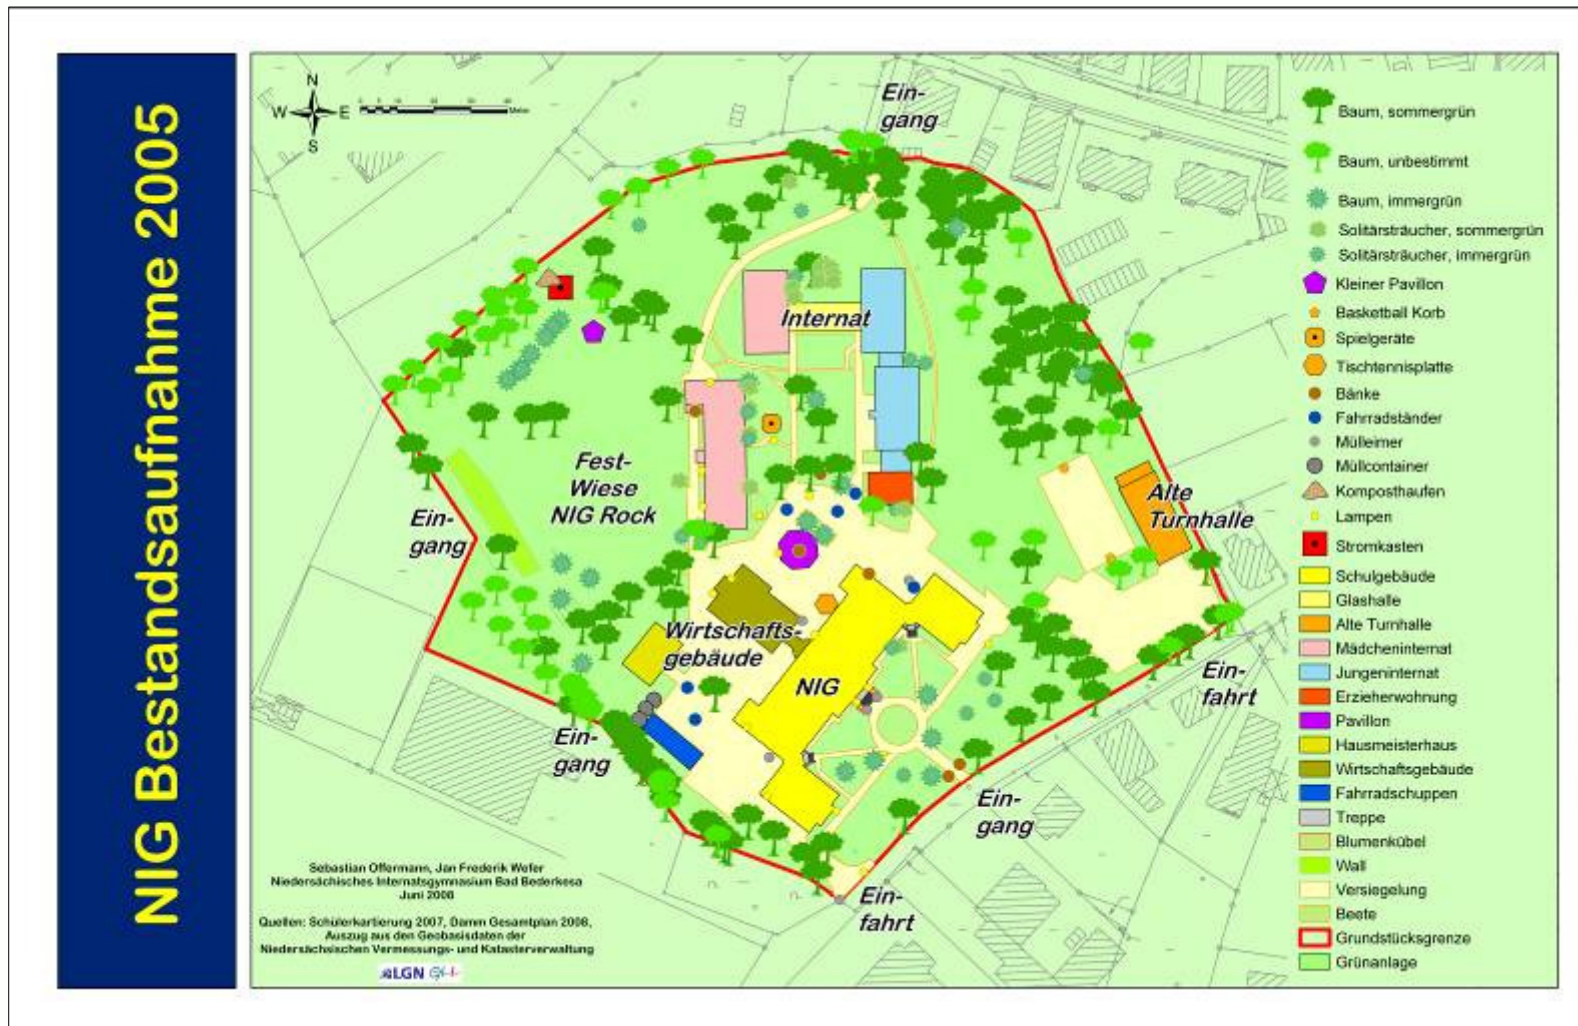 NIG Bestandsaufnahme 2005
N
W
E
S
Meter
Ein-
gang
Internat
Fest-
Wiese
NIG Rock
Ein-
gang
Alte
Turnhalle
Wirtschafts-
gebäude
NIG
Ein-
fahrt
Ein-
gang
Ein-
gang
Ein-
fahrt
Baum, sommergrün
Baum, unbestimmt
Baum, immergrün
Solitärsträucher, sommergrün
Solitärsträucher, immergrün
Kleiner Pavillon
Basketball Korb
Spielgeräte
Tischtennisplatte
Bänke
Fahrradständer
Mülleimer
Müllcontainer
Komposthaufen
Lampen
Stromkasten
Schulgebäude
Glashalle
Alte Turnhalle
Mädcheninternat
Jungeninternat
Erzieherwohnung
Pavillon
Hausmeisterhaus
Wirtschaftsgebäude
Fahrradschuppen
Treppe
Blumenkübel
Wall
Versiegelung
Beete
Grundstücksgrenze
Grünanlage
Sebastian Offermann, Jan Frederik Wefer
Niedersächisches Internatsgymnasium Bad Bederkesa
Juni 2008
Quellen: Schülerkartierung 2007, Damm Gesamtplan 2008,
Auszug aus den Geobasisdaten der
Niedersächischen Vermessungs- und Katasterverwaltung
LGN